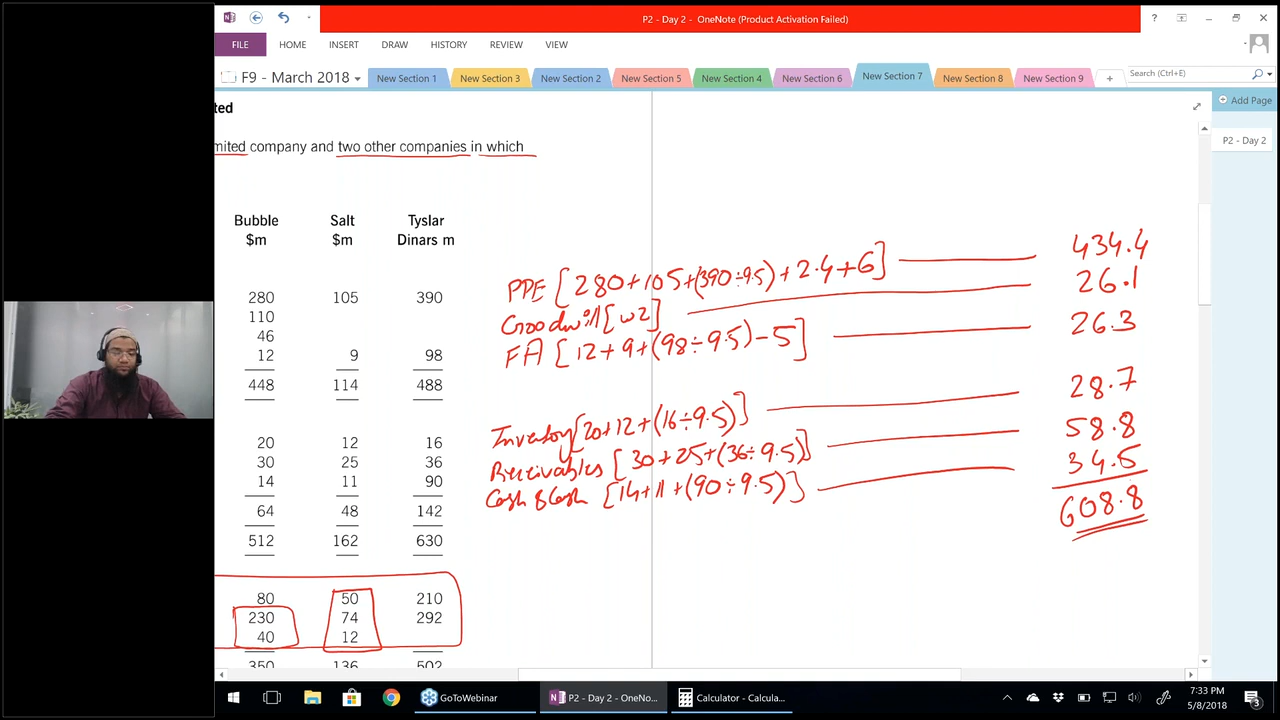 P2 - Day 2 - OneNote (Product Activation Failed)
FILE HOME INSERT DRAW HISTORY REVIEW VIEW
F9 - March 2018 New Section 1 New Section 3 New Section 2 New Section 5 New Section 4 New Section 6 New Section 7 New Section 8 New Section 9 + Search (Ctrl+E)
Add Page
P2 - Day 2
ted
mited company and two other companies in which
Bubble Salt Tyslar
$m $m Dinars m
280 105 390
110
46
12 9 98
448 114 488
20 12 16
30 25 36
14 11 90
64 48 142
512 162 630
80 50 210
230 74 292
40 12
350 136 502
PPE [280+105+(390÷9.5)+2.4+6] 434.4
Goodwill [w2] 26.1
FA [12+9+(98÷9.5)-5] 26.3
Inventory [20+12+(16÷9.5)] 28.7
Receivables [30+25+(36÷9.5)] 58.8
Cash & Cash [14+11+(90÷9.5)] 34.5
608.8
GoToWebinar P2 - Day 2 - OneNo... Calculator - Calcula...
7:33 PM
5/8/2018
3